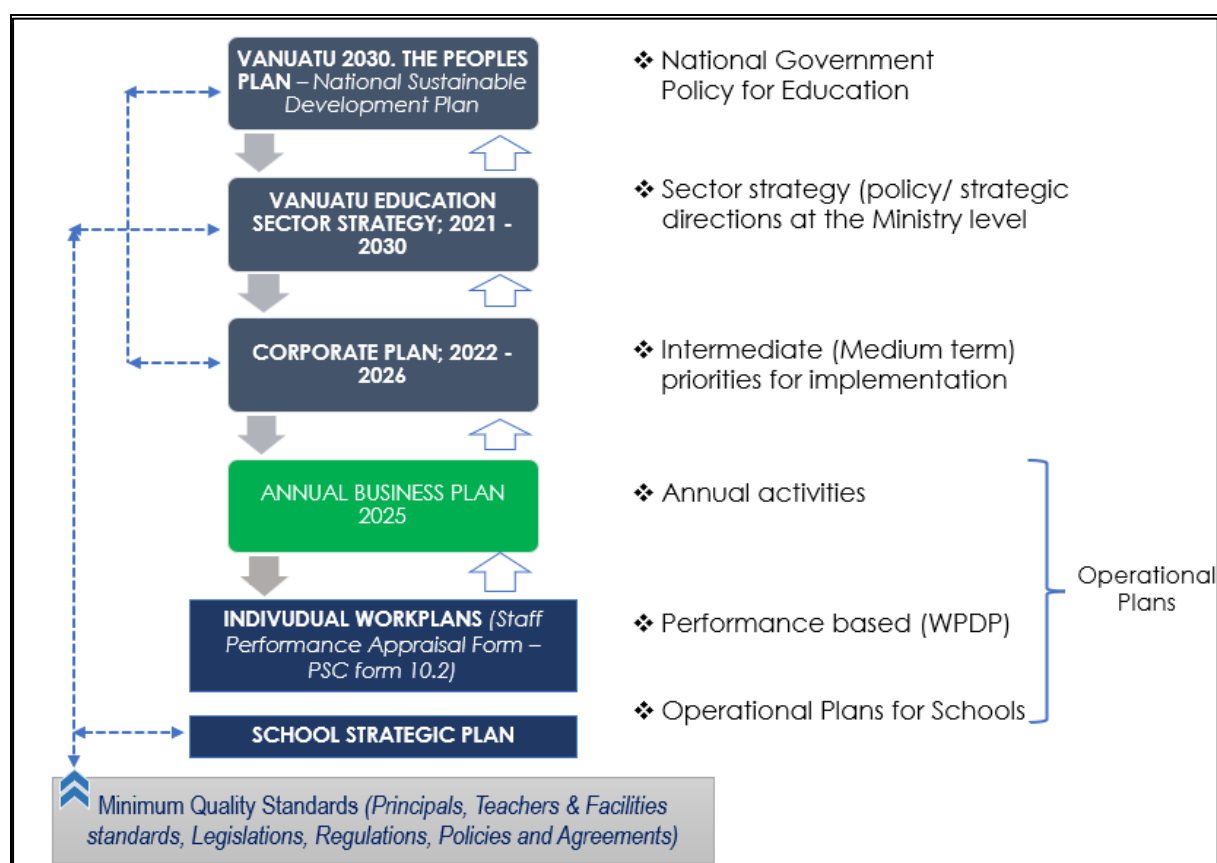 VANUATU 2030. THE PEOPLES
PLAN – National Sustainable
Development Plan
❖ National Government
Policy for Education
VANUATU EDUCATION
SECTOR STRATEGY; 2021 -
2030
❖ Sector strategy (policy/ strategic
directions at the Ministry level
CORPORATE PLAN; 2022 -
2026
❖ Intermediate (Medium term)
priorities for implementation
ANNUAL BUSINESS PLAN
2025
❖ Annual activities
INDIVUDUAL WORKPLANS (Staff
Performance Appraisal Form –
PSC form 10.2)
❖ Performance based (WPDP)
SCHOOL STRATEGIC PLAN
❖ Operational Plans for Schools
Operational
Plans
Minimum Quality Standards (Principals, Teachers & Facilities
standards, Legislations, Regulations, Policies and Agreements)